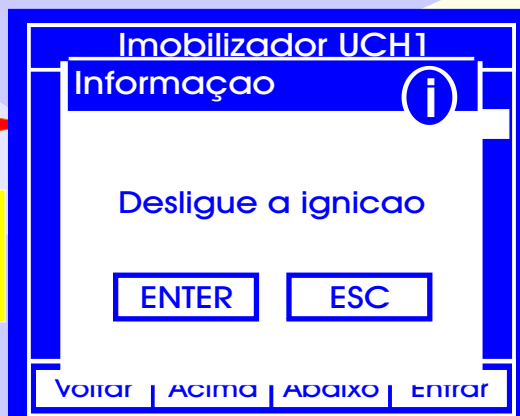 Imobilizador UCH1
Informaçao
i
Desligue a ignicao
ENTER ESC
Voltar Acima Abaixo Entrar